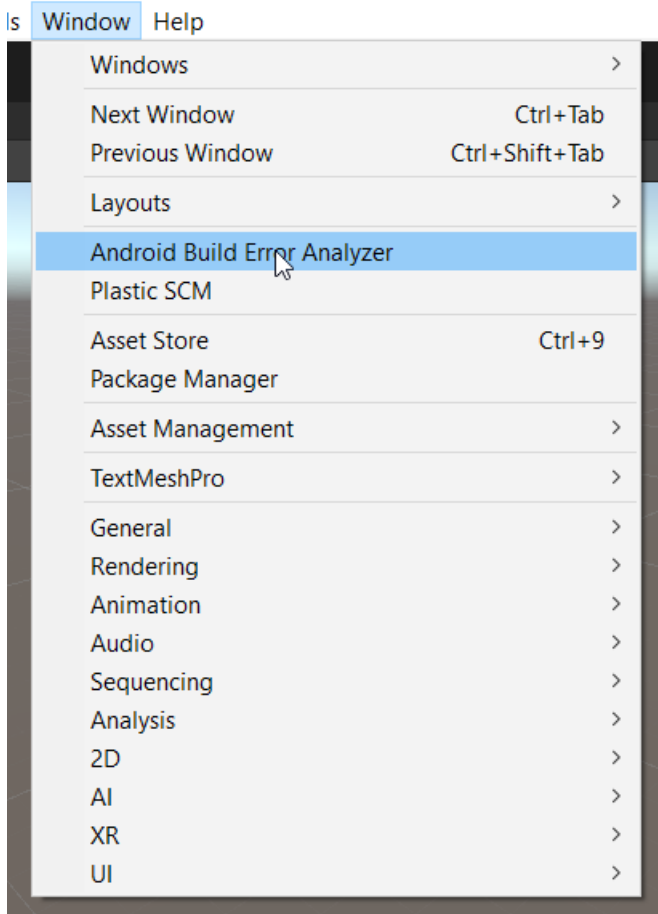 ls Window Help
Windows
Next Window Ctrl+Tab
Previous Window Ctrl+Shift+Tab
Layouts
Android Build Error Analyzer
Plastic SCM
Asset Store Ctrl+9
Package Manager
Asset Management
TextMeshPro
General
Rendering
Animation
Audio
Sequencing
Analysis
2D
AI
XR
UI